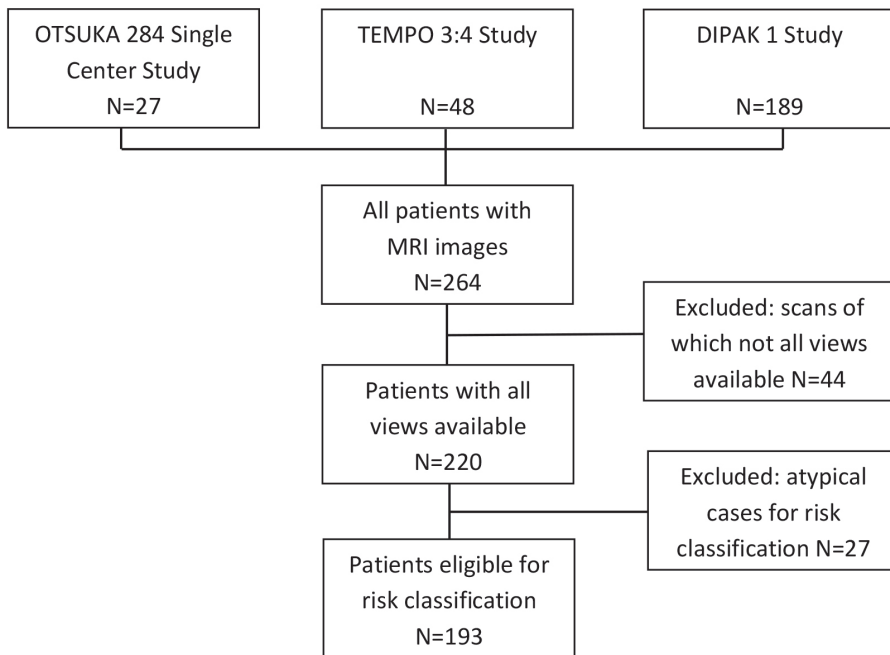 OTSUKA 284 Single
Center Study
N=27
TEMPO 3:4 Study
N=48
DIPAK 1 Study
N=189
All patients with
MRI images
N=264
Excluded: scans of
which not all views
available N=44
Patients with all
views available
N=220
Excluded: atypical
cases for risk
classification N=27
Patients eligible for
risk classification
N=193